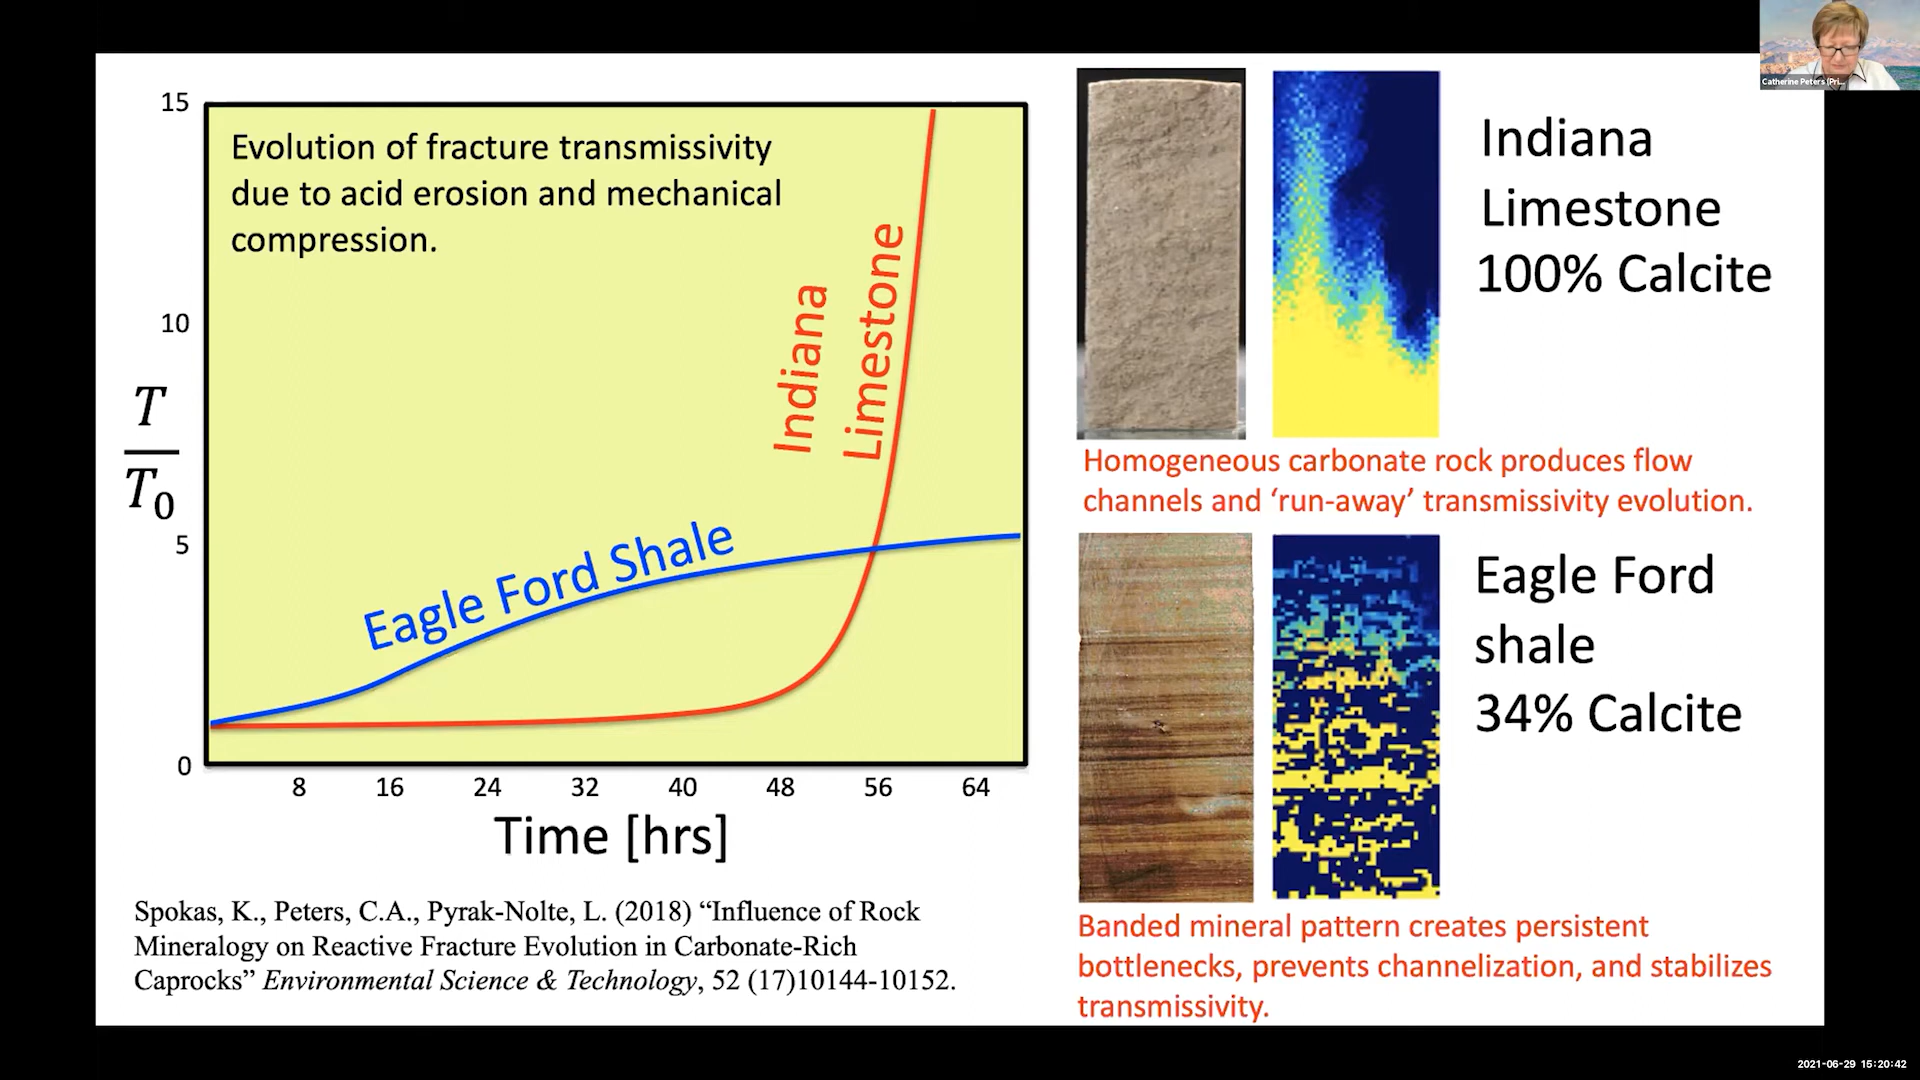 Evolution of fracture transmissivity
due to acid erosion and mechanical
compression.
15
10
5
0
T
T0
Indiana
Limestone
Eagle Ford Shale
8 16 24 32 40 48 56 64
Time [hrs]
Spokas, K., Peters, C.A., Pyrak-Nolte, L. (2018) “Influence of Rock
Mineralogy on Reactive Fracture Evolution in Carbonate-Rich
Caprocks” Environmental Science & Technology, 52 (17)10144-10152.
Indiana
Limestone
100% Calcite
Homogeneous carbonate rock produces flow
channels and ‘run-away’ transmissivity evolution.
Eagle Ford
shale
34% Calcite
Banded mineral pattern creates persistent
bottlenecks, prevents channelization, and stabilizes
transmissivity.
Catherine Peters (Pri...
2021-06-29 15:20:42